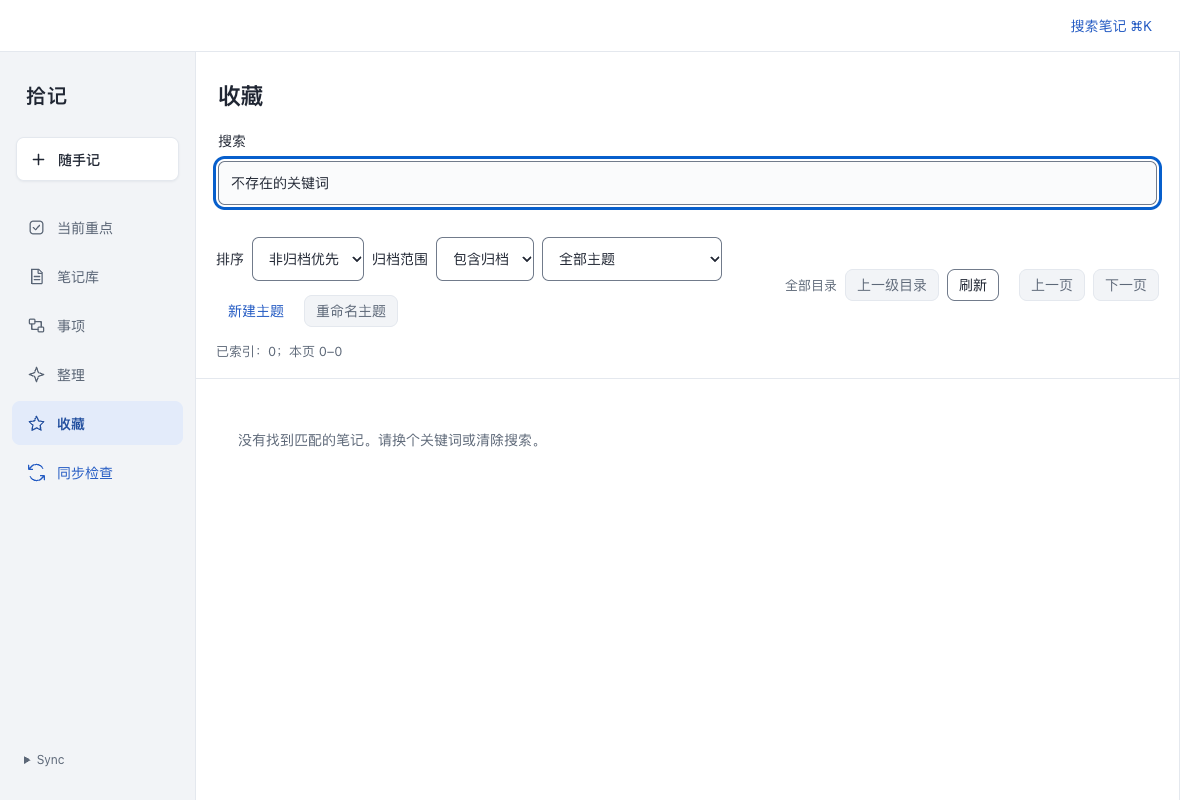 搜索笔记 ⌘K
拾记
随手记
当前重点
笔记库
事项
整理
收藏
同步检查
Sync
收藏
搜索
不存在的关键词
排序 非归档优先 归档范围 包含归档 全部主题
新建主题 重命名主题
全部目录 上一级目录 刷新 上一页 下一页
已索引：0；本页 0–0
没有找到匹配的笔记。请换个关键词或清除搜索。